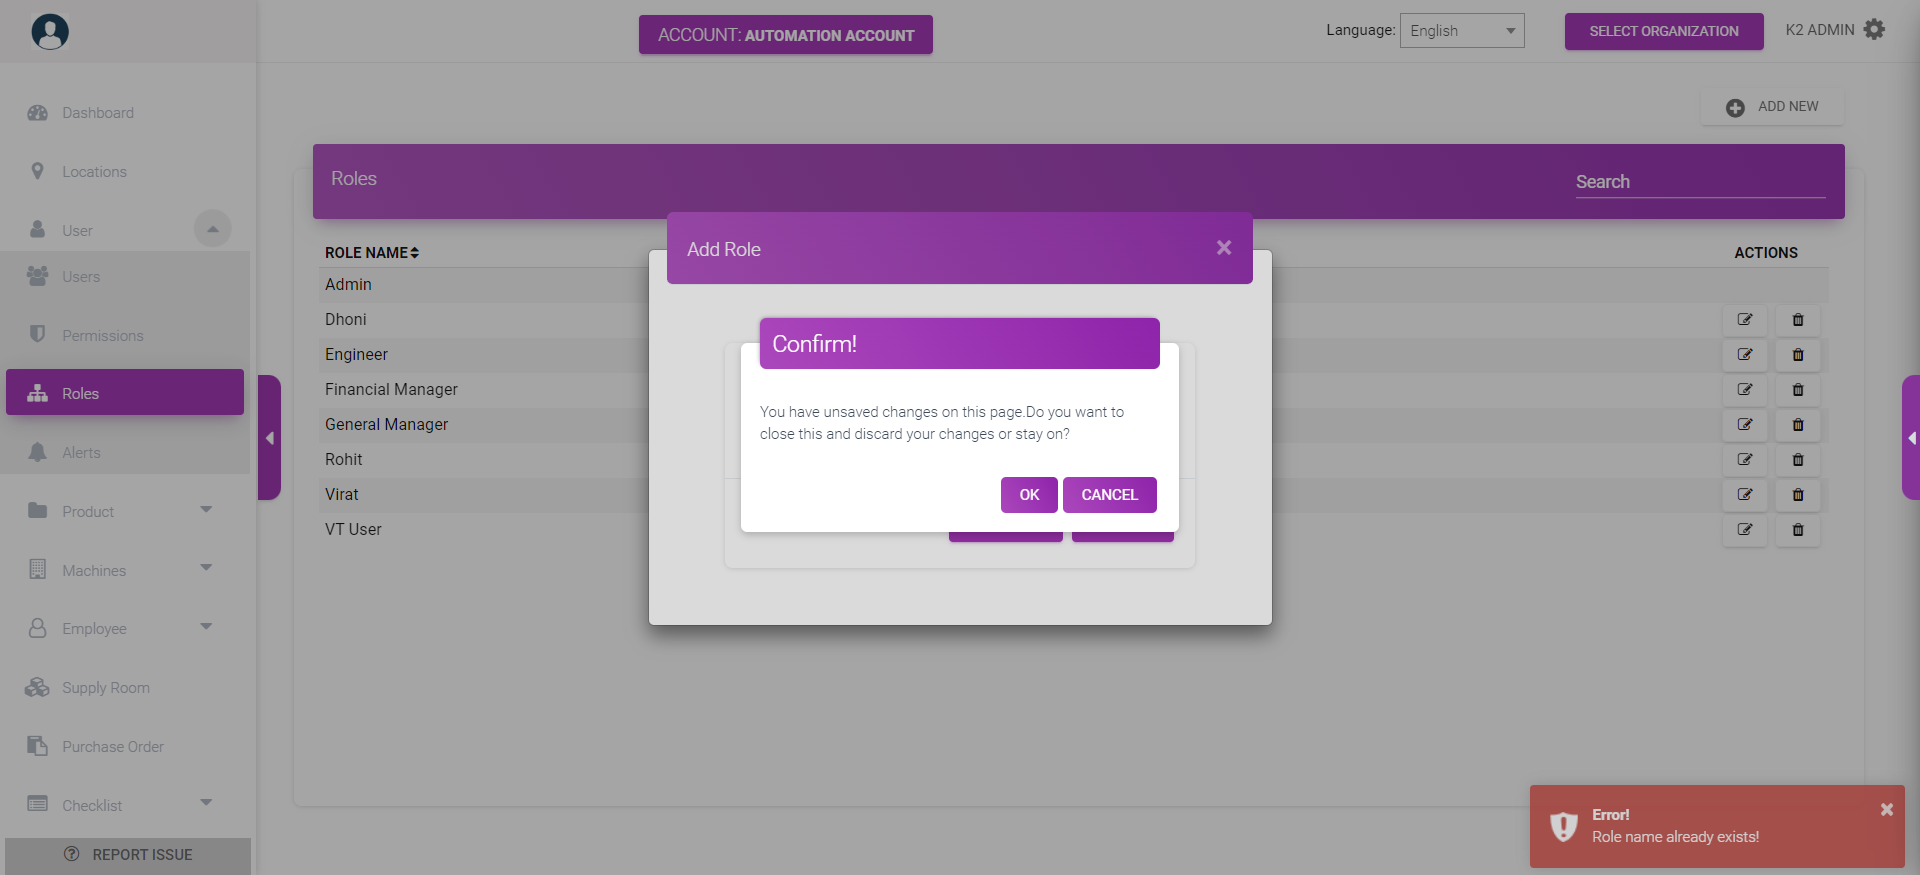 ACCOUNT: AUTOMATION ACCOUNT
Language: English
SELECT ORGANIZATION
K2 ADMIN
Dashboard
Locations
User
Users
Permissions
Roles
Alerts
Product
Machines
Employee
Supply Room
Purchase Order
Checklist
REPORT ISSUE
ADD NEW
Roles
Search
ROLE NAME
ACTIONS
Admin
Dhoni
Engineer
Financial Manager
General Manager
Rohit
Virat
VT User
Add Role
Confirm!
You have unsaved changes on this page.Do you want to
close this and discard your changes or stay on?
OK
CANCEL
Error!
Role name already exists!